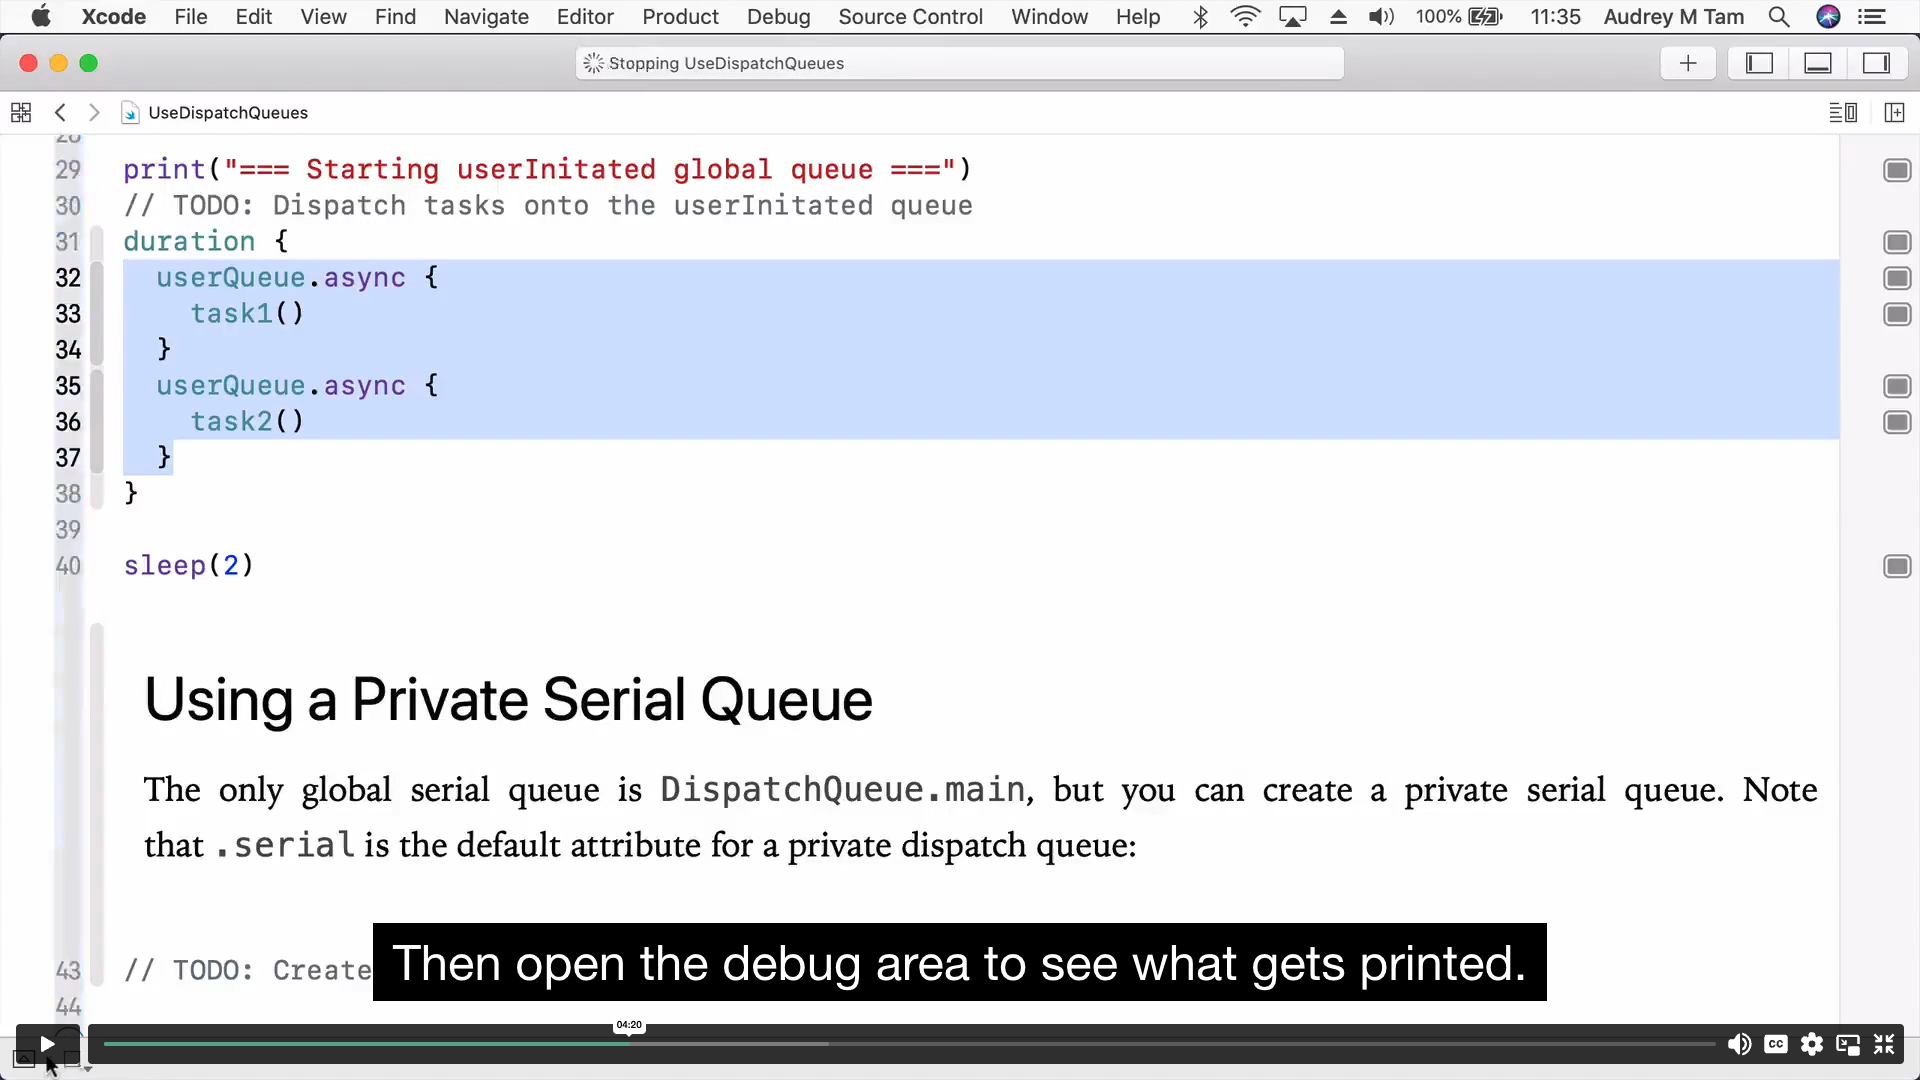 Xcode File Edit View Find Navigate Editor Product Debug Source Control Window Help 100% 11:35 Audrey M Tam
Stopping UseDispatchQueues
UseDispatchQueues
28
29 print("=== Starting userInitated global queue ===")
30 // TODO: Dispatch tasks onto the userInitated queue
31 duration {
32 userQueue.async {
33 task1()
34 }
35 userQueue.async {
36 task2()
37 }
38 }
39
40 sleep(2)
Using a Private Serial Queue
The only global serial queue is DispatchQueue.main, but you can create a private serial queue. Note
that .serial is the default attribute for a private dispatch queue:
43 // TODO: Create
Then open the debug area to see what gets printed.
44
04:20
CC